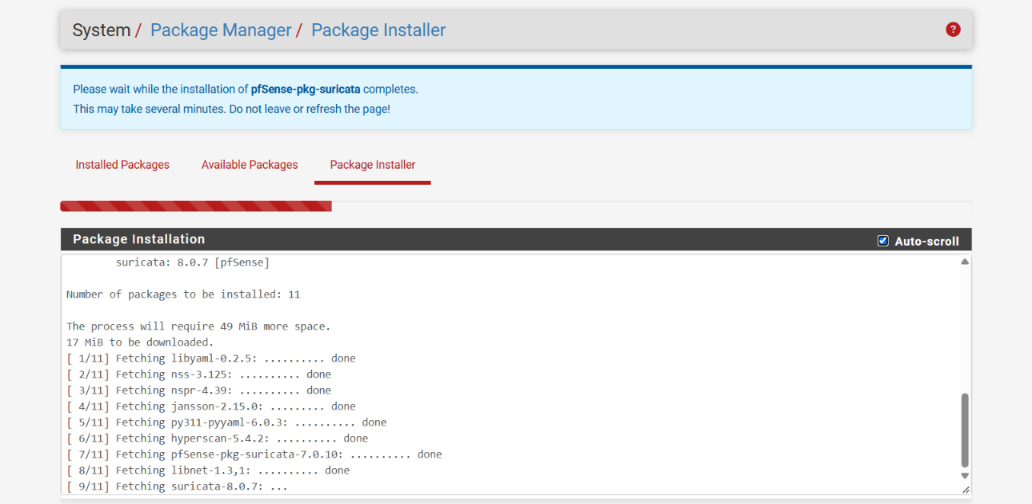 System / Package Manager / Package Installer
Please wait while the installation of pfSense-pkg-suricata completes.
This may take several minutes. Do not leave or refresh the page!
Installed Packages Available Packages Package Installer
Package Installation Auto-scroll
suricata: 8.0.7 [pfSense]
Number of packages to be installed: 11
The process will require 49 MiB more space.
17 MiB to be downloaded.
[ 1/11] Fetching libyaml-0.2.5: .......... done
[ 2/11] Fetching nss-3.125: .......... done
[ 3/11] Fetching nspr-4.39: .......... done
[ 4/11] Fetching jansson-2.15.0: ......... done
[ 5/11] Fetching py311-pyyaml-6.0.3: .......... done
[ 6/11] Fetching hyperscan-5.4.2: .......... done
[ 7/11] Fetching pfSense-pkg-suricata-7.0.10: .......... done
[ 8/11] Fetching libnet-1.3,1: .......... done
[ 9/11] Fetching suricata-8.0.7: ...